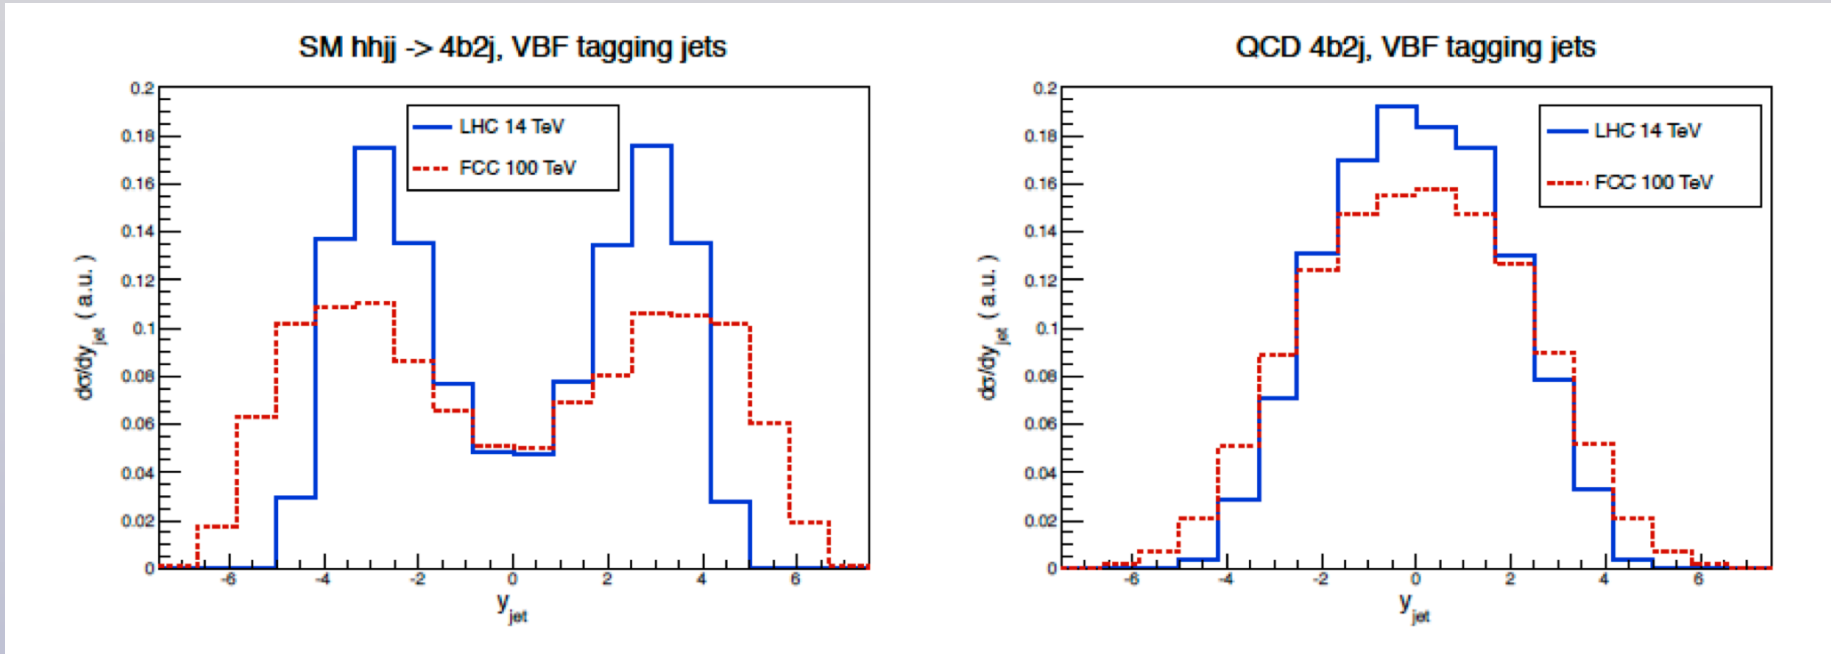 SM hhjj -> 4b2j, VBF tagging jets
LHC 14 TeV
FCC 100 TeV
0.2
0.18
0.16
0.14
0.12
0.1
0.08
0.06
0.04
0.02
0
dσ/dy_jet ( a.u. )
-6 -4 -2 0 2 4 6
y_jet
QCD 4b2j, VBF tagging jets
LHC 14 TeV
FCC 100 TeV
0.2
0.18
0.16
0.14
0.12
0.1
0.08
0.06
0.04
0.02
0
dσ/dy_jet ( a.u. )
-6 -4 -2 0 2 4 6
y_jet